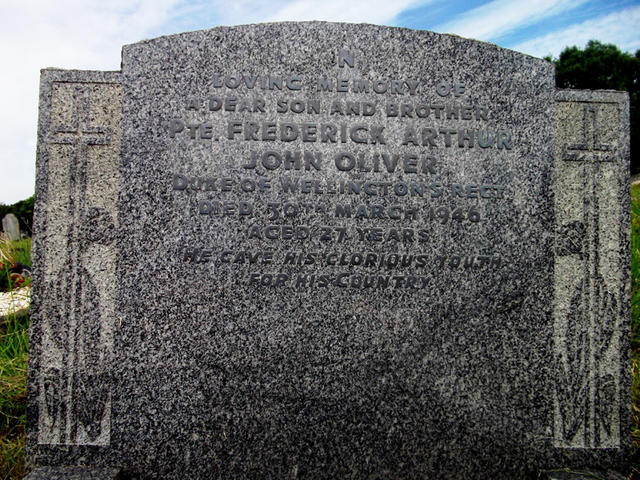 IN
LOVING MEMORY OF
A DEAR SON AND BROTHER
PTE. FREDERICK ARTHUR
JOHN OLIVER
DUKE OF WELLINGTON'S REGT.
DIED 30TH MARCH 1946
AGED 27 YEARS
HE GAVE HIS GLORIOUS YOUTH
FOR HIS COUNTRY